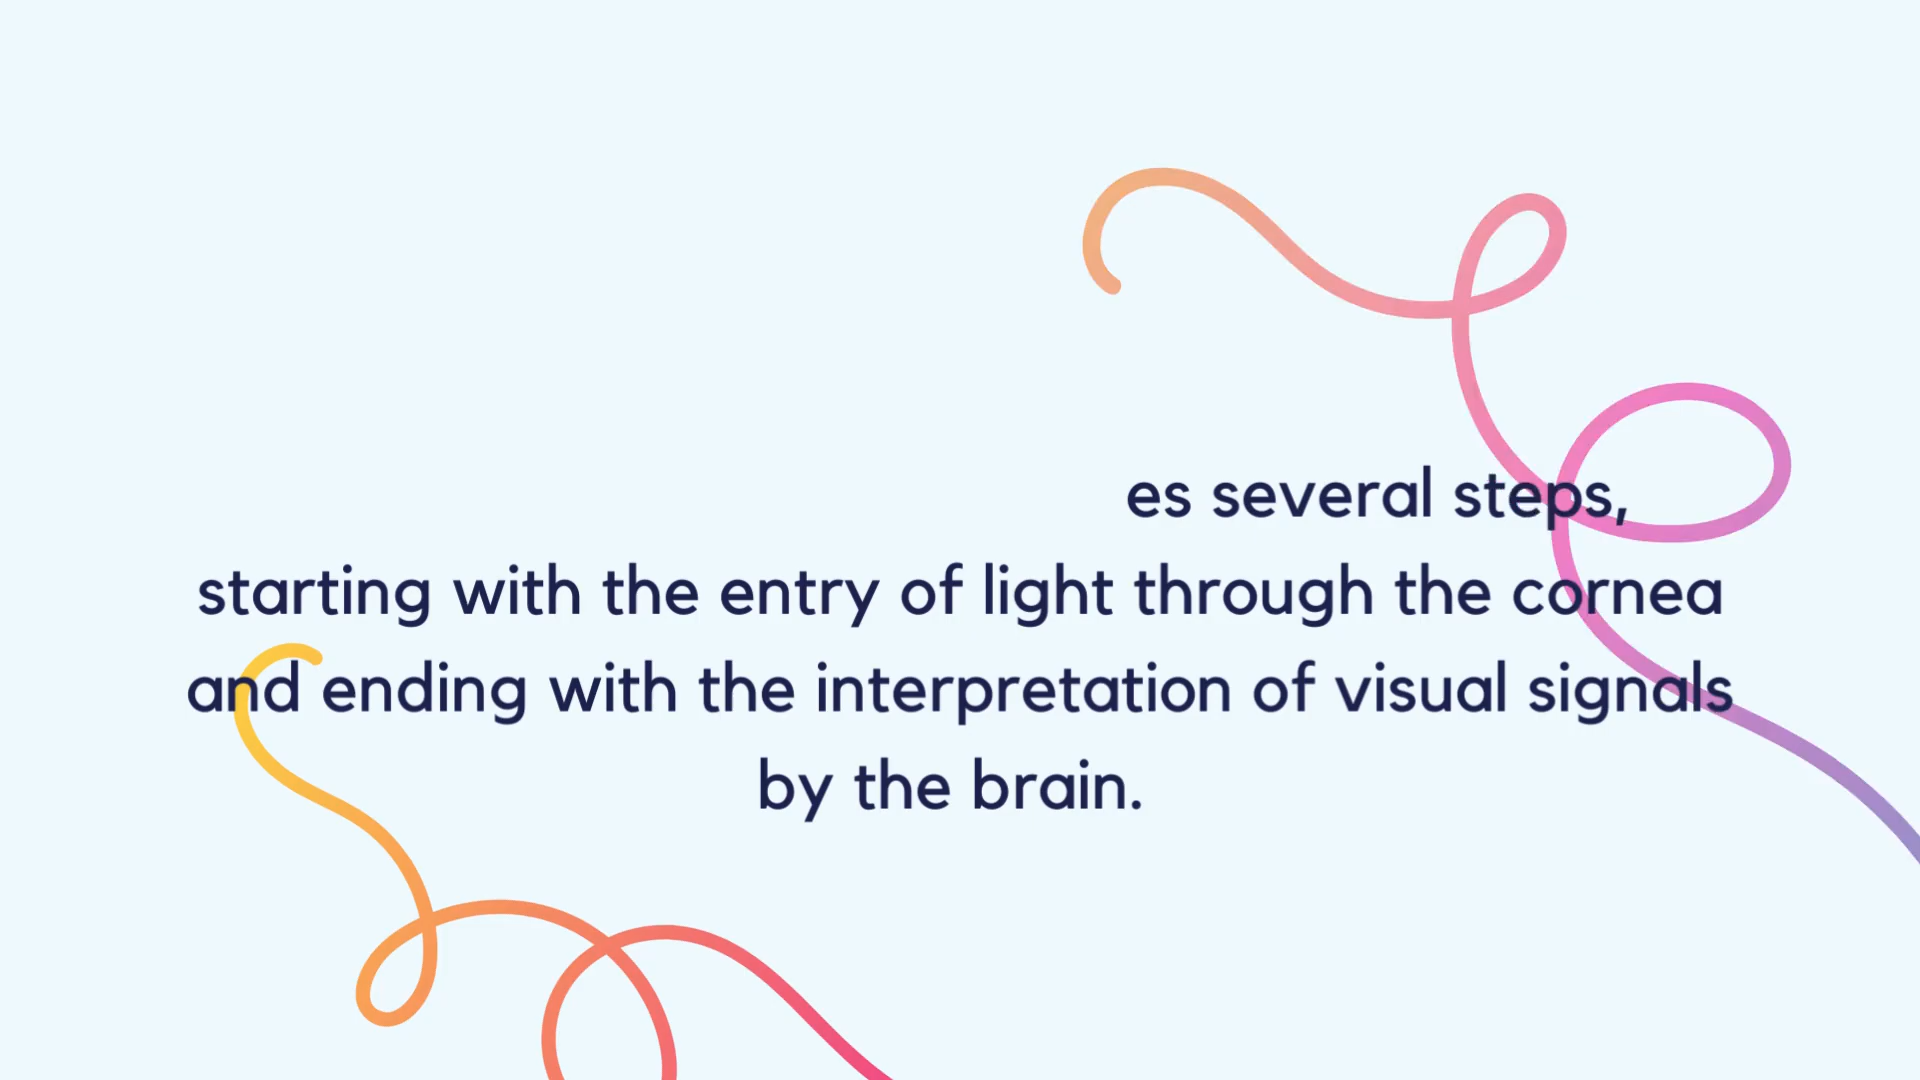 es several steps,
starting with the entry of light through the cornea
and ending with the interpretation of visual signals
by the brain.